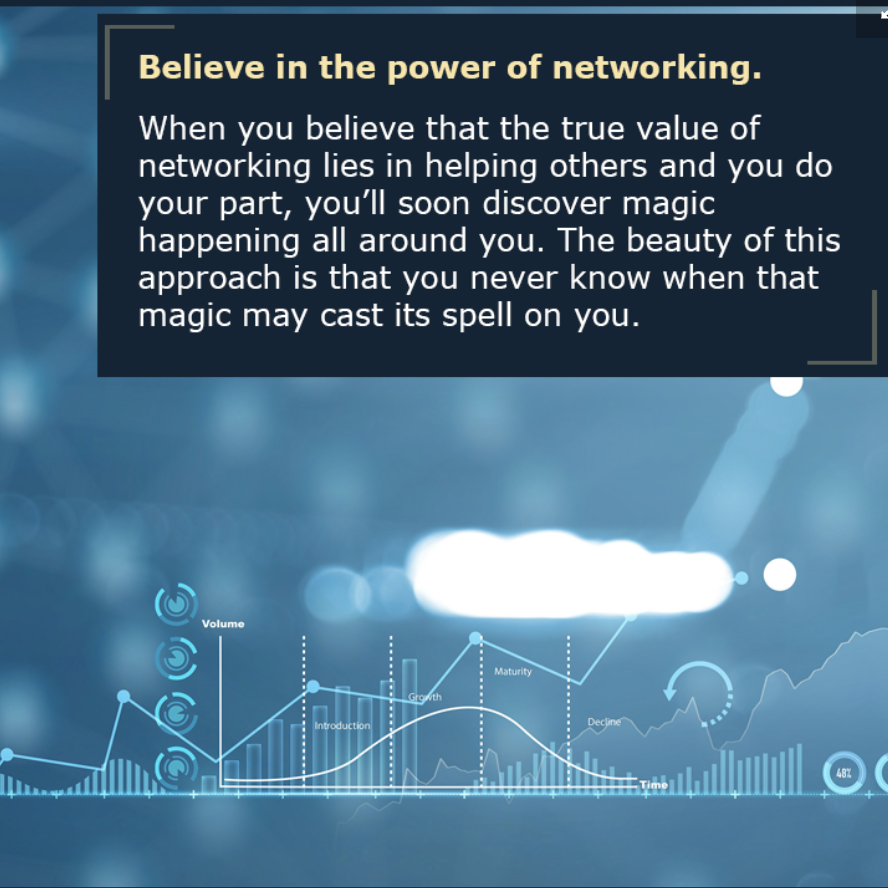 Believe in the power of networking.
When you believe that the true value of
networking lies in helping others and you do
your part, you’ll soon discover magic
happening all around you. The beauty of this
approach is that you never know when that
magic may cast its spell on you.
Volume
Maturity
Growth
Introduction
Decline
48%
Time